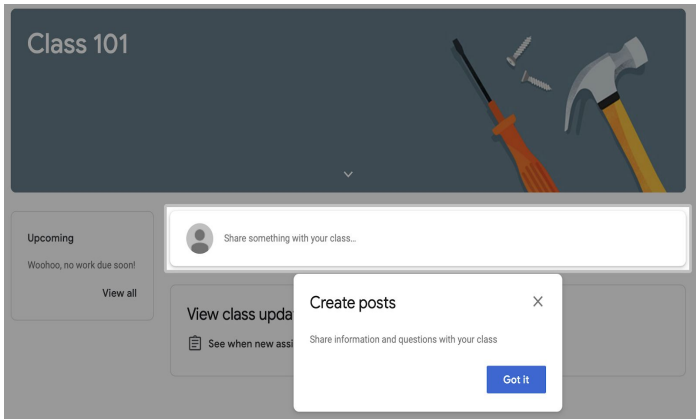 Class 101
Upcoming
Woohoo, no work due soon!
View all
Share something with your class...
View class upda
See when new assi
Create posts
Share information and questions with your class
Got it